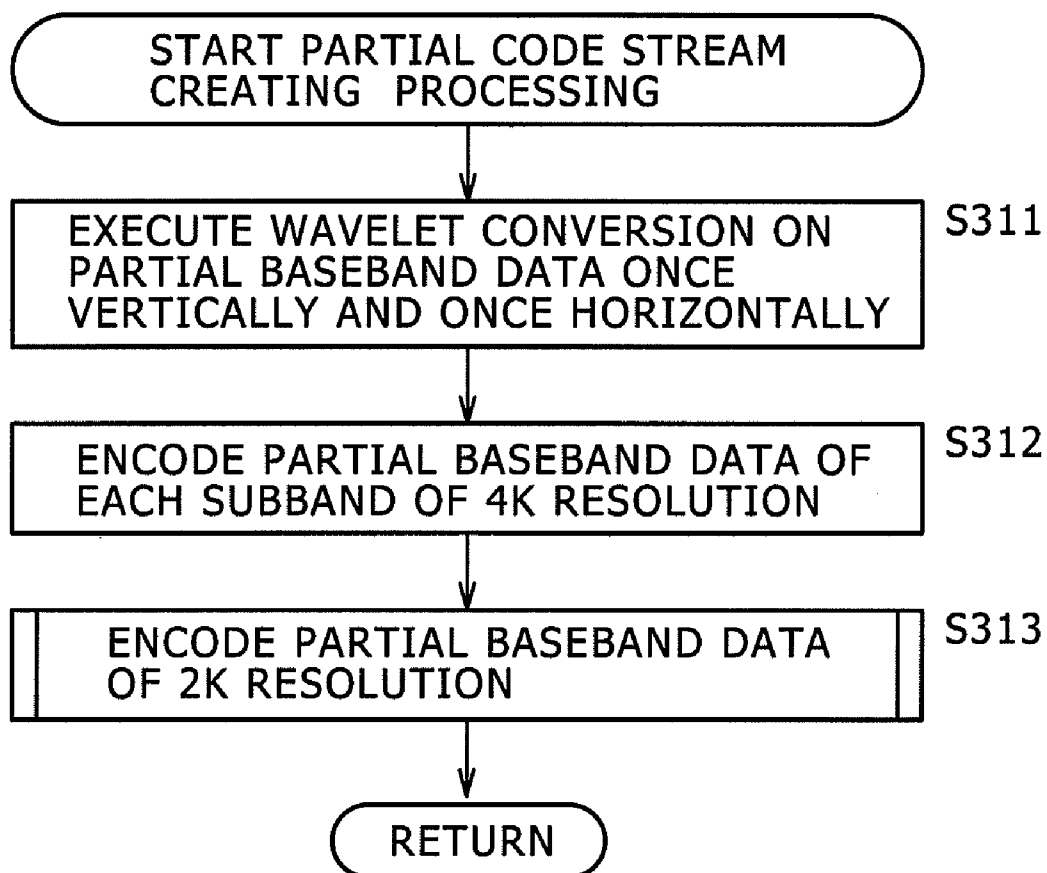 START PARTIAL CODE STREAM
CREATING PROCESSING
EXECUTE WAVELET CONVERSION ON
PARTIAL BASEBAND DATA ONCE
VERTICALLY AND ONCE HORIZONTALLY
S311
ENCODE PARTIAL BASEBAND DATA OF
EACH SUBBAND OF 4K RESOLUTION
S312
ENCODE PARTIAL BASEBAND DATA
OF 2K RESOLUTION
S313
RETURN